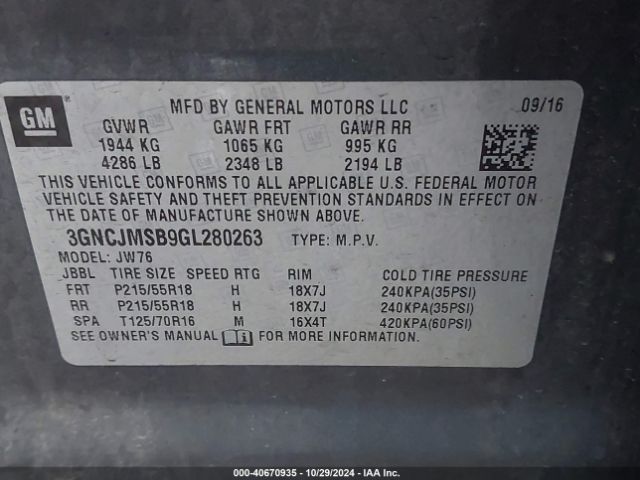 GM
MFD BY GENERAL MOTORS LLC 09/16
GVWR GAWR FRT GAWR RR
1944 KG 1065 KG 995 KG
4286 LB 2348 LB 2194 LB
THIS VEHICLE CONFORMS TO ALL APPLICABLE U.S. FEDERAL MOTOR
VEHICLE SAFETY AND THEFT PREVENTION STANDARDS IN EFFECT ON
THE DATE OF MANUFACTURE SHOWN ABOVE.
3GNCJMSB9GL280263 TYPE: M.P.V.
MODEL: JW76
JBBL TIRE SIZE SPEED RTG RIM COLD TIRE PRESSURE
FRT P215/55R18 H 18X7J 240KPA(35PSI)
RR P215/55R18 H 18X7J 240KPA(35PSI)
SPA T125/70R16 M 16X4T 420KPA(60PSI)
SEE OWNER'S MANUAL FOR MORE INFORMATION.
000-40670935 - 10/29/2024 - IAA Inc.